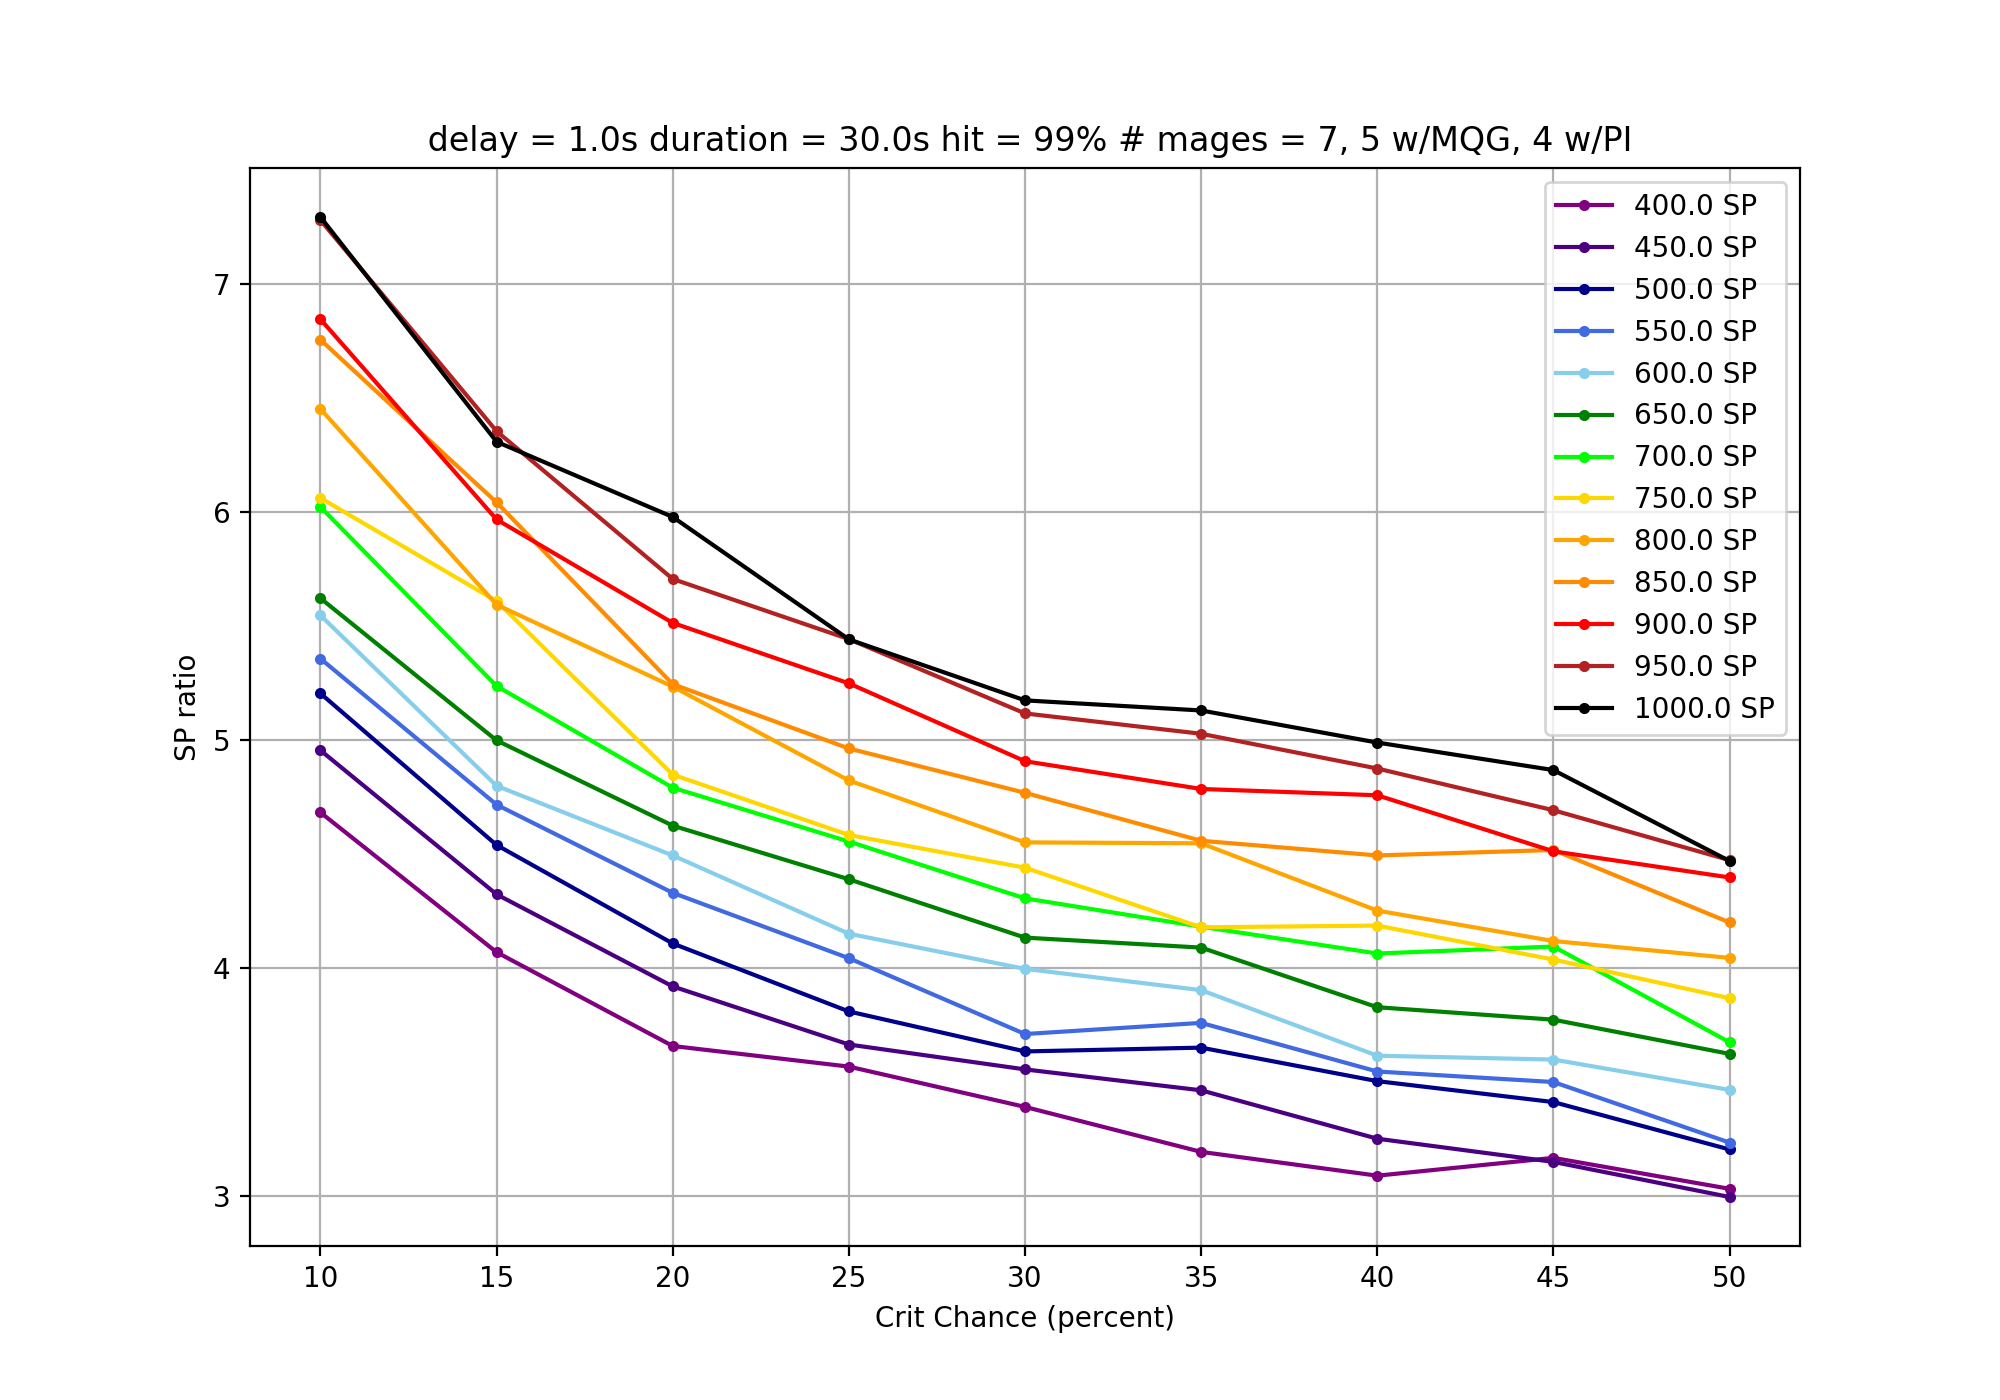 delay = 1.0s duration = 30.0s hit = 99% # mages = 7, 5 w/MQG, 4 w/PI
400.0 SP
450.0 SP
500.0 SP
550.0 SP
600.0 SP
650.0 SP
700.0 SP
750.0 SP
800.0 SP
850.0 SP
900.0 SP
950.0 SP
1000.0 SP
SP ratio
7
6
5
4
3
10 15 20 25 30 35 40 45 50
Crit Chance (percent)